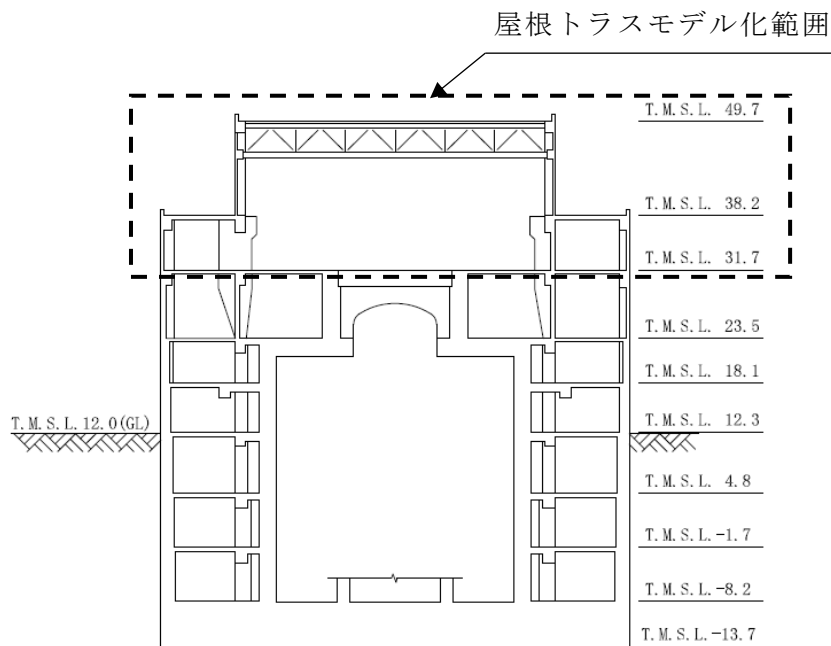 屋根トラスモデル化範囲
T.M.S.L. 49.7
T.M.S.L. 38.2
T.M.S.L. 31.7
T.M.S.L. 23.5
T.M.S.L. 18.1
T.M.S.L.12.0(GL)
T.M.S.L. 12.3
T.M.S.L. 4.8
T.M.S.L.-1.7
T.M.S.L.-8.2
T.M.S.L.-13.7